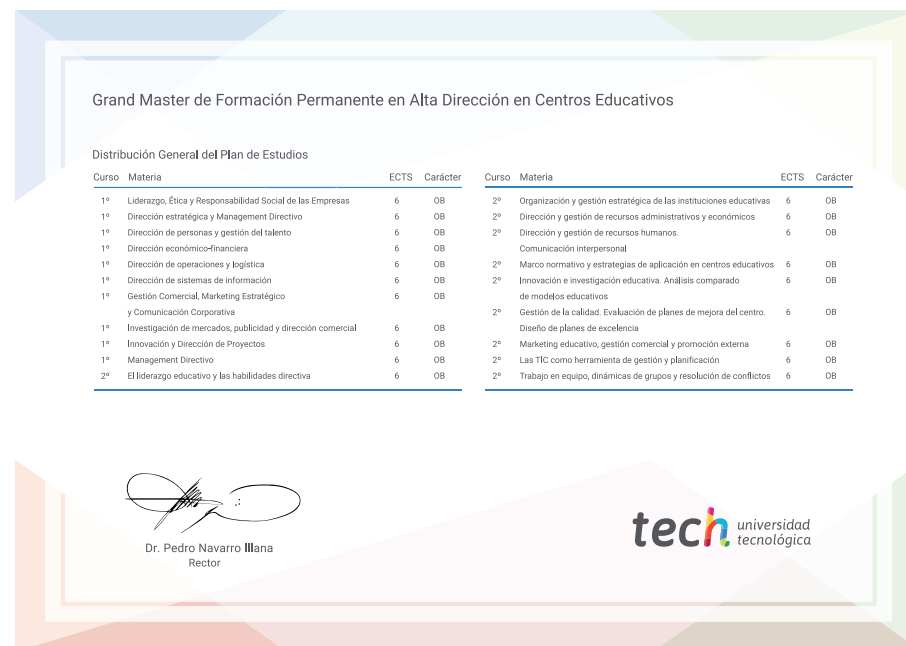 Grand Master de Formación Permanente en Alta Dirección en Centros Educativos
Distribución General del Plan de Estudios
Curso Materia ECTS Carácter
1º Liderazgo, Ética y Responsabilidad Social de las Empresas 6 OB
1º Dirección estratégica y Management Directivo 6 OB
1º Dirección de personas y gestión del talento 6 OB
1º Dirección económico-financiera 6 OB
1º Dirección de operaciones y logística 6 OB
1º Dirección de sistemas de información 6 OB
1º Gestión Comercial, Marketing Estratégico 6 OB
y Comunicación Corporativa
1º Investigación de mercados, publicidad y dirección comercial 6 OB
1º Innovación y Dirección de Proyectos 6 OB
1º Management Directivo 6 OB
2º El liderazgo educativo y las habilidades directiva 6 OB
Curso Materia ECTS Carácter
2º Organización y gestión estratégica de las instituciones educativas 6 OB
2º Dirección y gestión de recursos administrativos y económicos 6 OB
2º Dirección y gestión de recursos humanos. 6 OB
Comunicación interpersonal
2º Marco normativo y estrategias de aplicación en centros educativos 6 OB
2º Innovación e investigación educativa. Análisis comparado 6 OB
de modelos educativos
2º Gestión de la calidad. Evaluación de planes de mejora del centro. 6 OB
Diseño de planes de excelencia
2º Marketing educativo, gestión comercial y promoción externa 6 OB
2º Las TIC como herramienta de gestión y planificación 6 OB
2º Trabajo en equipo, dinámicas de grupos y resolución de conflictos 6 OB
Dr. Pedro Navarro Illana
Rector
tech universidad
tecnológica